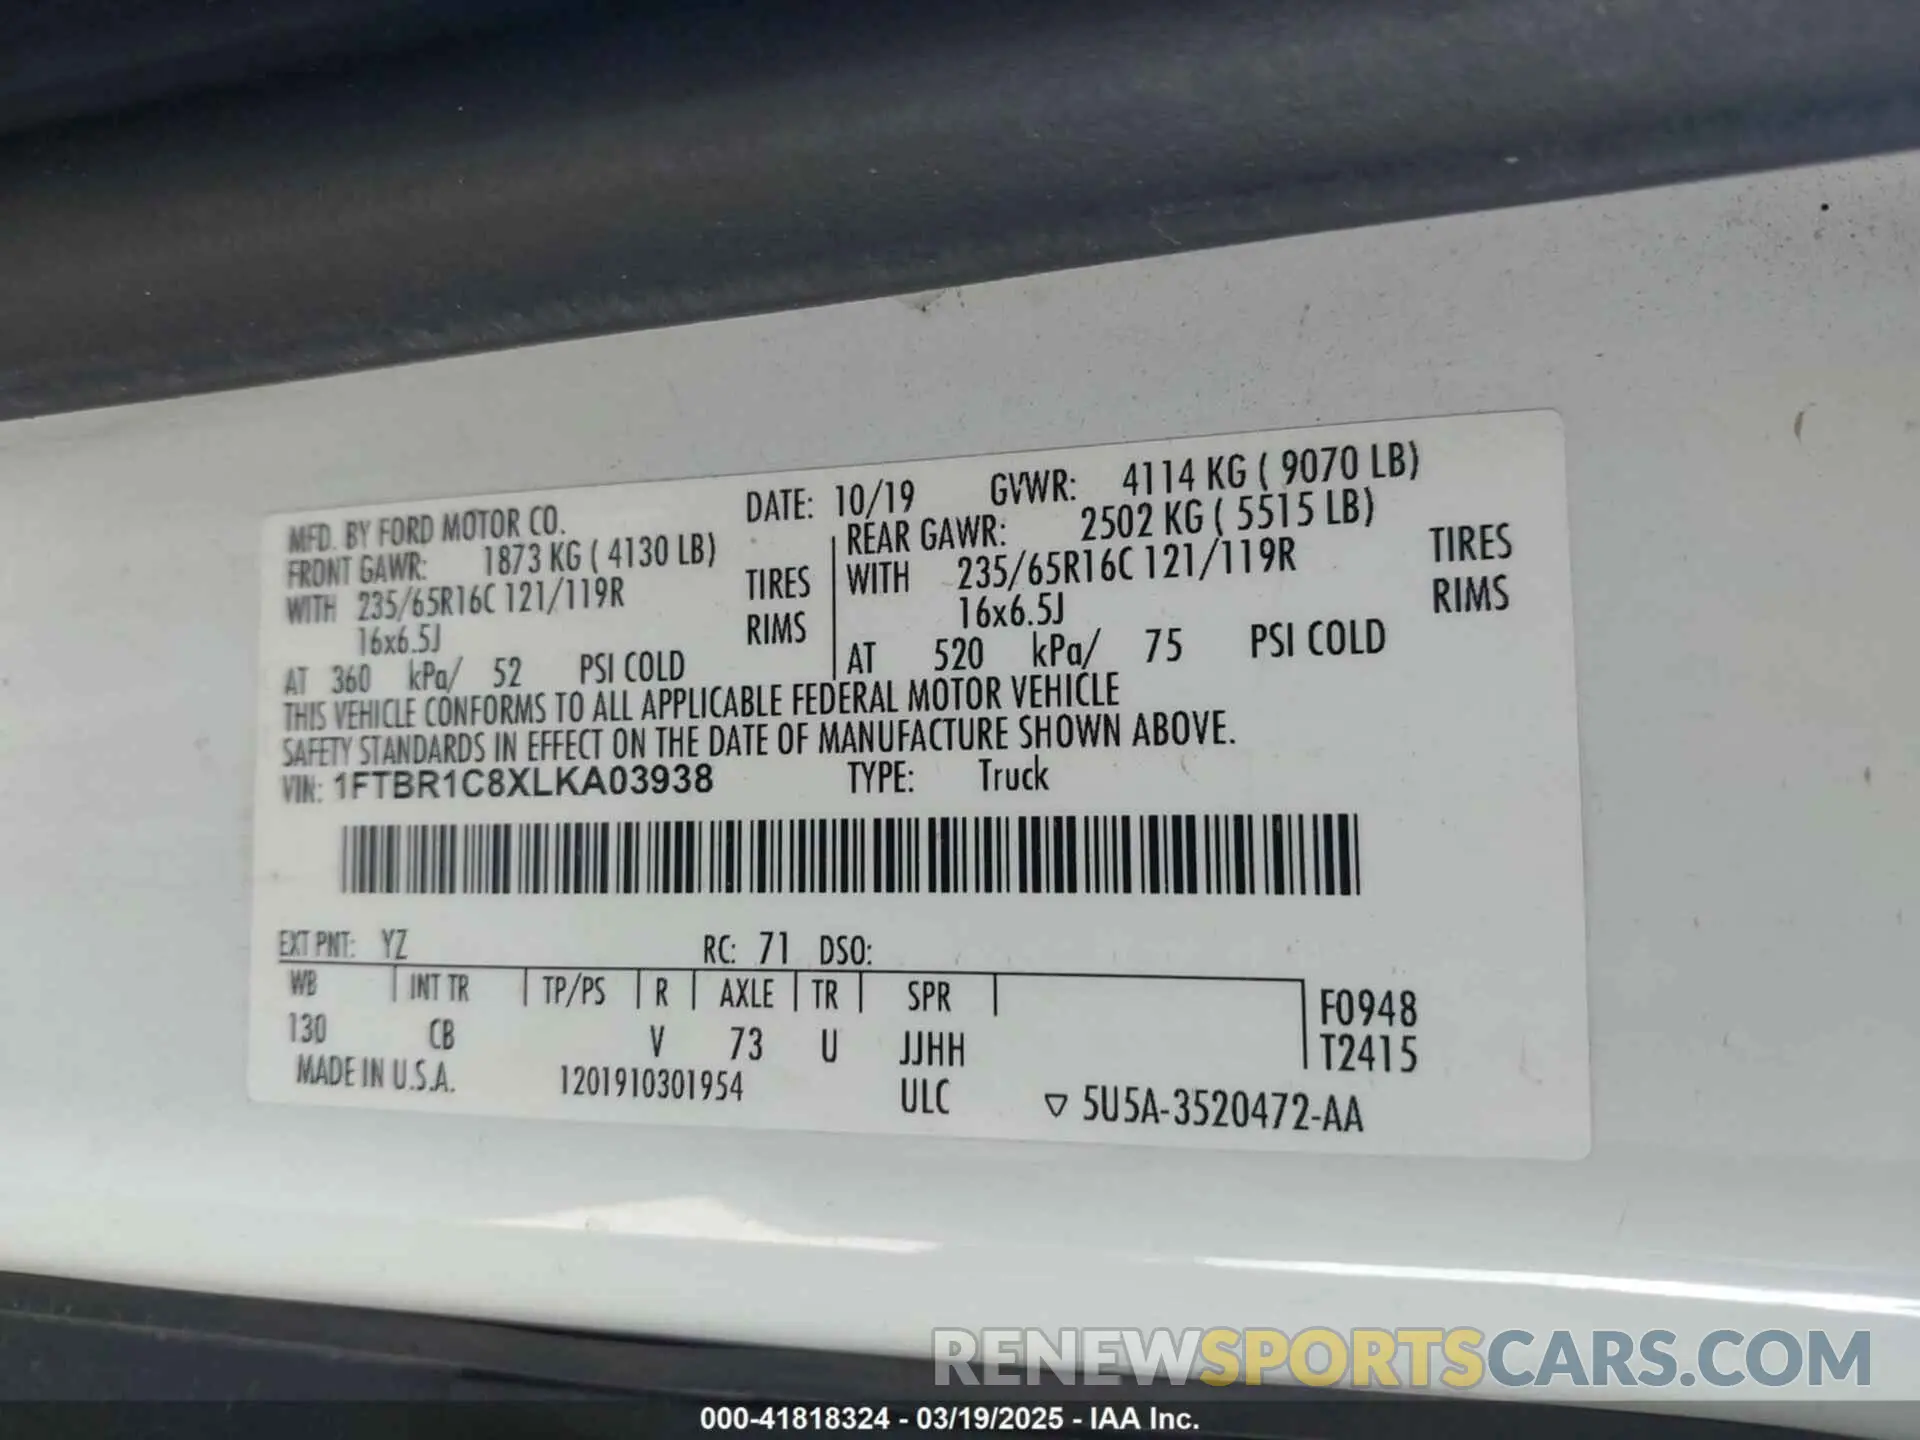 MFD. BY FORD MOTOR CO. DATE: 10/19 GVWR: 4114 KG ( 9070 LB)
FRONT GAWR: 1873 KG ( 4130 LB) REAR GAWR: 2502 KG ( 5515 LB)
WITH 235/65R16C 121/119R TIRES WITH 235/65R16C 121/119R TIRES
16x6.5J RIMS 16x6.5J RIMS
AT 360 kPa/ 52 PSI COLD AT 520 kPa/ 75 PSI COLD
THIS VEHICLE CONFORMS TO ALL APPLICABLE FEDERAL MOTOR VEHICLE
SAFETY STANDARDS IN EFFECT ON THE DATE OF MANUFACTURE SHOWN ABOVE.
VIN: 1FTBR1C8XLKA03938 TYPE: Truck
EXT PNT: YZ RC: 71 DSO:
WB INT TR TP/PS R AXLE TR SPR F0948
130 CB V 73 U JJHH T2415
MADE IN U.S.A. 1201910301954 ULC ▽ 5U5A-3520472-AA
RENEWSPORTSCARS.COM
000-41818324 - 03/19/2025 - IAA Inc.